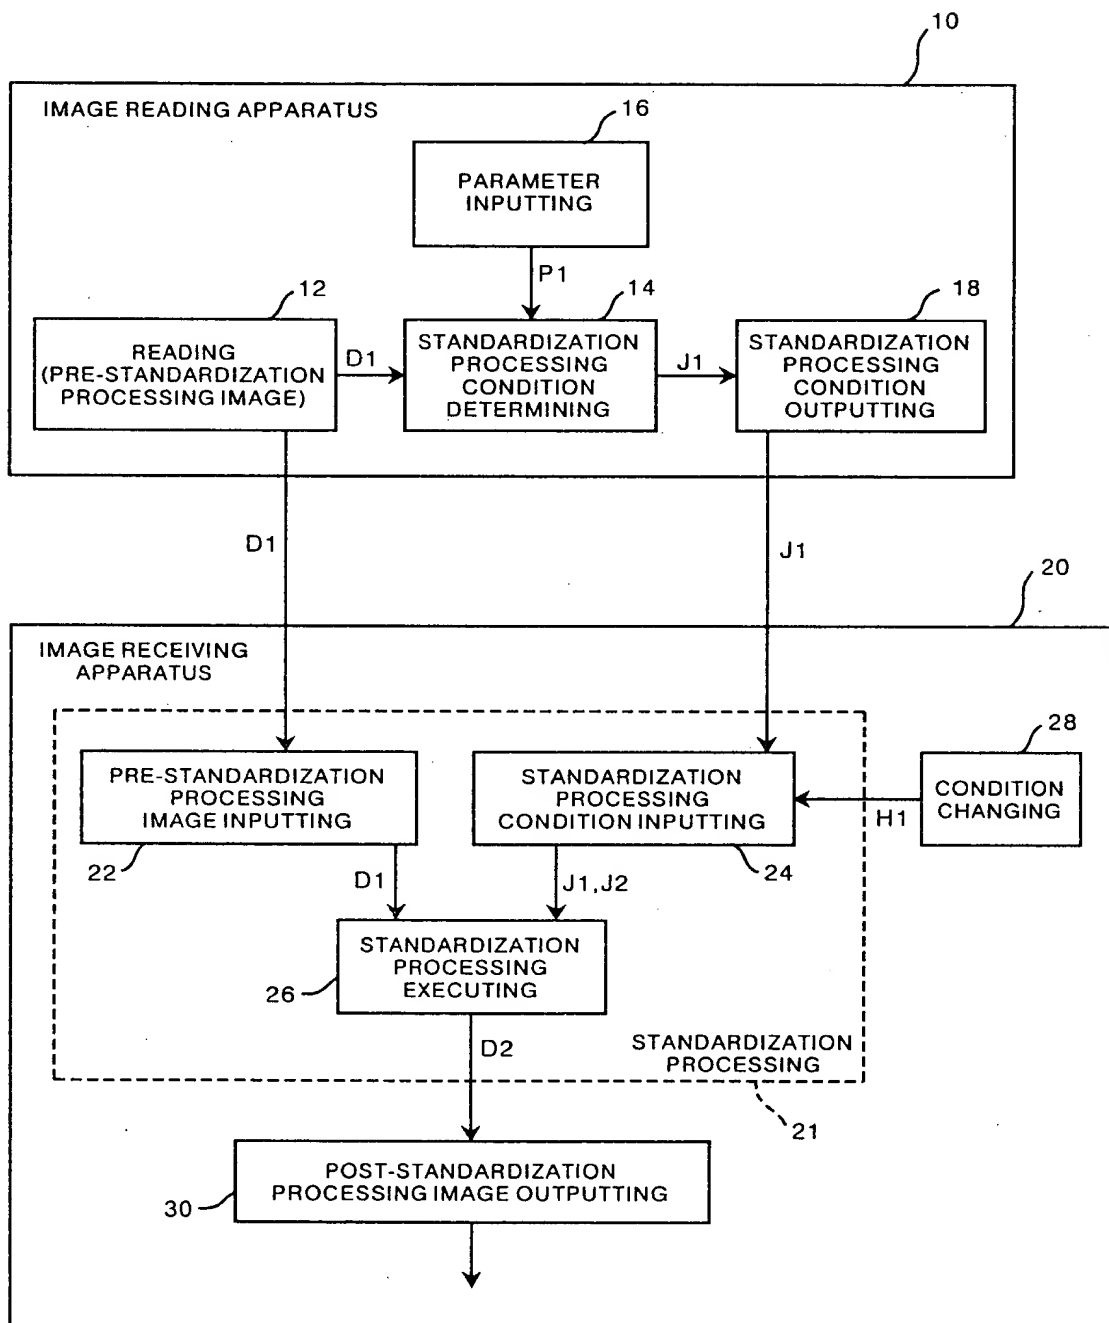 10
IMAGE READING APPARATUS
16
PARAMETER
INPUTTING
P1
12
14
18
READING
(PRE-STANDARDIZATION
PROCESSING IMAGE)
D1
STANDARDIZATION
PROCESSING
CONDITION
DETERMINING
J1
STANDARDIZATION
PROCESSING
CONDITION
OUTPUTTING
D1
J1
20
IMAGE RECEIVING
APPARATUS
28
PRE-STANDARDIZATION
PROCESSING
IMAGE INPUTTING
STANDARDIZATION
PROCESSING
CONDITION INPUTTING
H1
CONDITION
CHANGING
22
24
D1
J1,J2
STANDARDIZATION
PROCESSING
EXECUTING
26
D2
STANDARDIZATION
PROCESSING
21
POST-STANDARDIZATION
PROCESSING IMAGE OUTPUTTING
30